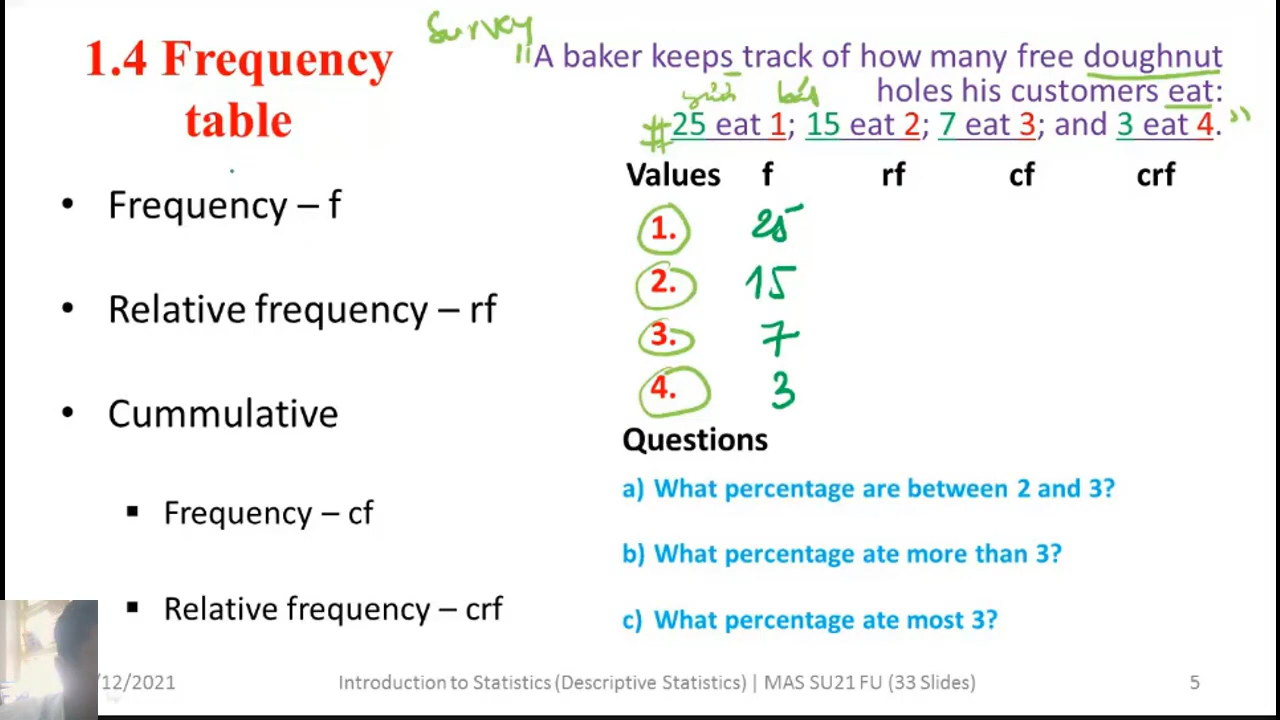 1.4 Frequency
table
• Frequency – f
• Relative frequency – rf
• Cummulative
▪ Frequency – cf
▪ Relative frequency – crf
Survey
"A baker keeps track of how many free doughnut
holes his customers eat:
#25 eat 1; 15 eat 2; 7 eat 3; and 3 eat 4."
Values f rf cf crf
1. 25
2. 15
3. 7
4. 3
Questions
a) What percentage are between 2 and 3?
b) What percentage ate more than 3?
c) What percentage ate most 3?
/12/2021
Introduction to Statistics (Descriptive Statistics) | MAS SU21 FU (33 Slides)
5